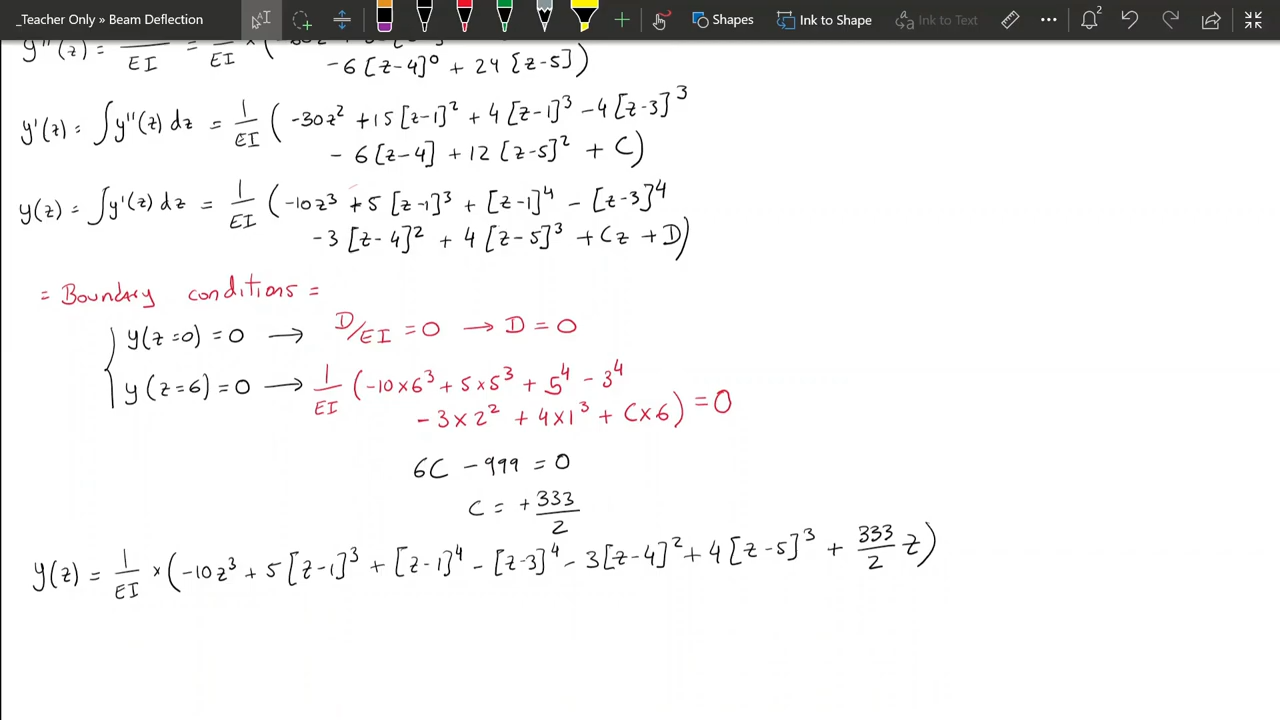 _Teacher Only » Beam Deflection
Shapes
Ink to Shape
Ink to Text
2
y''(z) = —— = — × (
EI EI
-6[z-4]⁰ + 24[z-5])
y'(z) = ∫y''(z) dz = 1/EI (-30z² + 15[z-1]² + 4[z-1]³ - 4[z-3]³
- 6[z-4] + 12[z-5]² + C)
y(z) = ∫y'(z) dz = 1/EI (-10z³ + 5[z-1]³ + [z-1]⁴ - [z-3]⁴
-3[z-4]² + 4[z-5]³ + Cz + D)
= Boundary conditions =
y(z=0) = 0 → D/EI = 0 → D = 0
y(z=6) = 0 → 1/EI (-10×6³ + 5×5³ + 5⁴ - 3⁴
- 3×2² + 4×1³ + C×6) = 0
6C - 999 = 0
C = + 333/2
y(z) = 1/EI × (-10z³ + 5[z-1]³ + [z-1]⁴ - [z-3]⁴ - 3[z-4]² + 4[z-5]³ + 333/2 z)